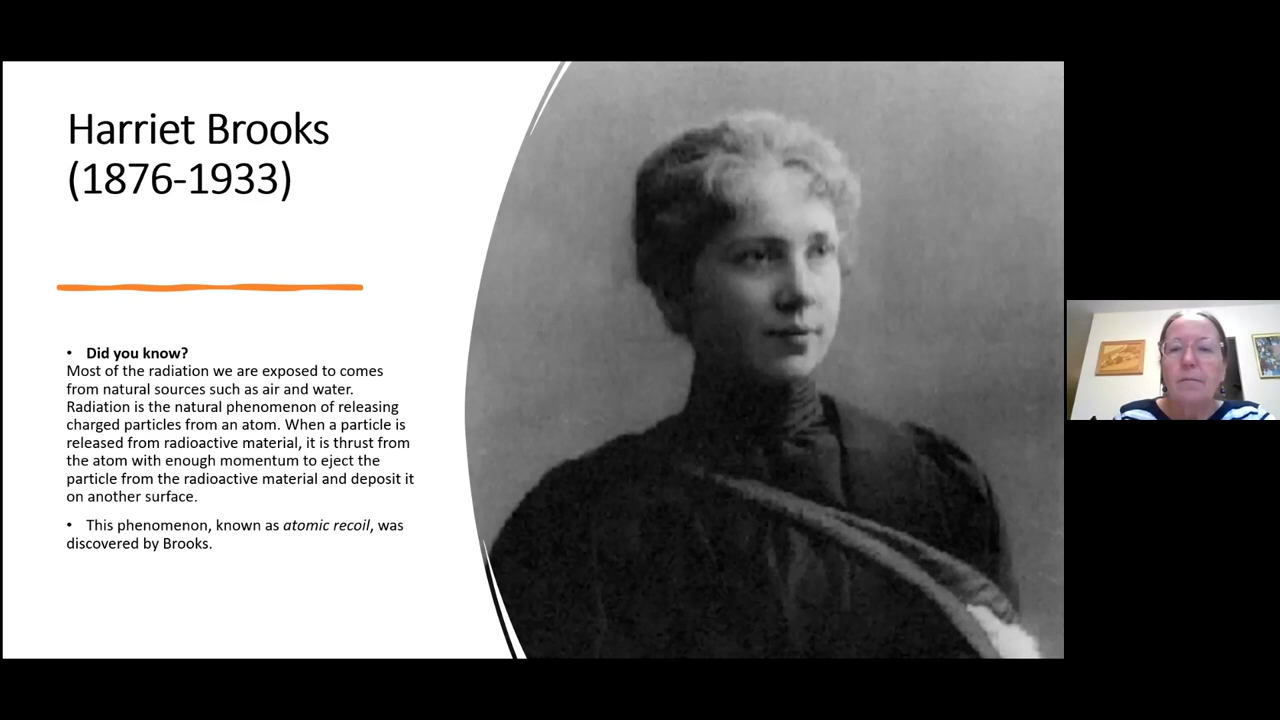 Harriet Brooks
(1876-1933)
• Did you know?
Most of the radiation we are exposed to comes
from natural sources such as air and water.
Radiation is the natural phenomenon of releasing
charged particles from an atom. When a particle is
released from radioactive material, it is thrust from
the atom with enough momentum to eject the
particle from the radioactive material and deposit it
on another surface.
• This phenomenon, known as atomic recoil, was
discovered by Brooks.